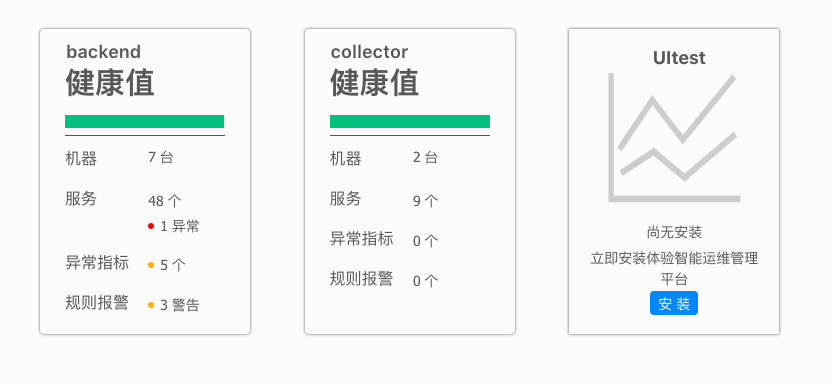 backend
健康值
机器 7 台
服务 48 个
1 异常
异常指标 5 个
规则报警 3 警告
collector
健康值
机器 2 台
服务 9 个
异常指标 0 个
规则报警 0 个
UItest
尚无安装
立即安装体验智能运维管理
平台
安 装